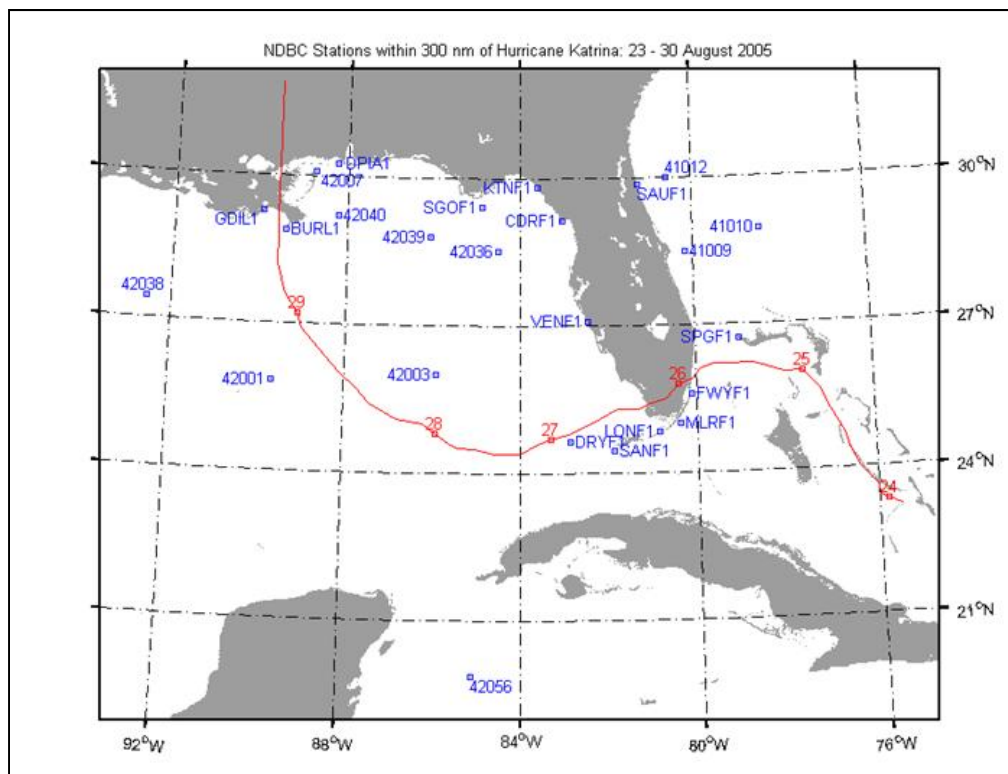 NDBC Stations within 300 nm of Hurricane Katrina: 23 - 30 August 2005
30°N
DPIA1
42007
KTNF1
41012
SAUF1
GDIL1
BURL1
42040
SGOF1
CDRF1
41010
42039
42036
41009
42038
29
27°N
VENF1
SPGF1
25
42001
42003
26
FWYF1
28
27
LONF1
MLRF1
DRYF1
SANF1
24°N
24
21°N
42056
92°W
88°W
84°W
80°W
76°W